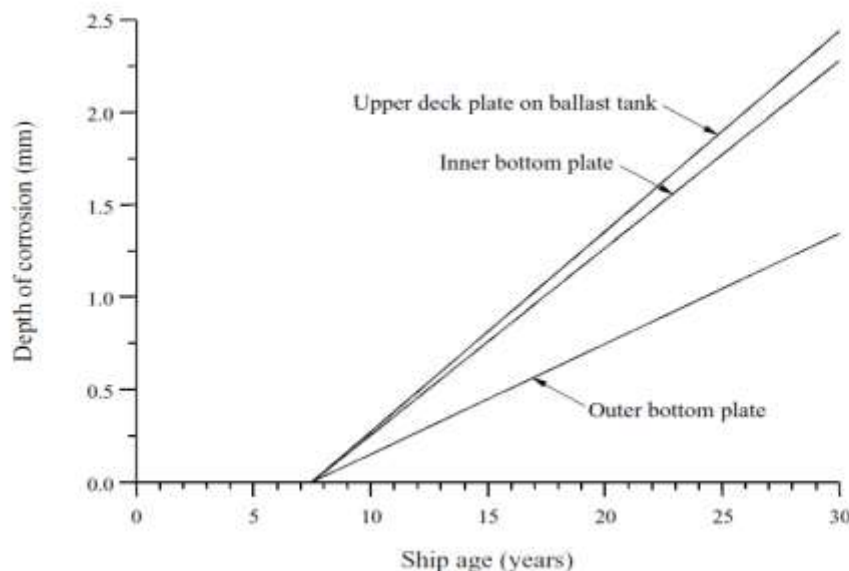 2.5
Upper deck plate on ballast tank
2.0
Inner bottom plate
1.5
Depth of corrosion (mm)
1.0
0.5
Outer bottom plate
0.0
0 5 10 15 20 25 30
Ship age (years)